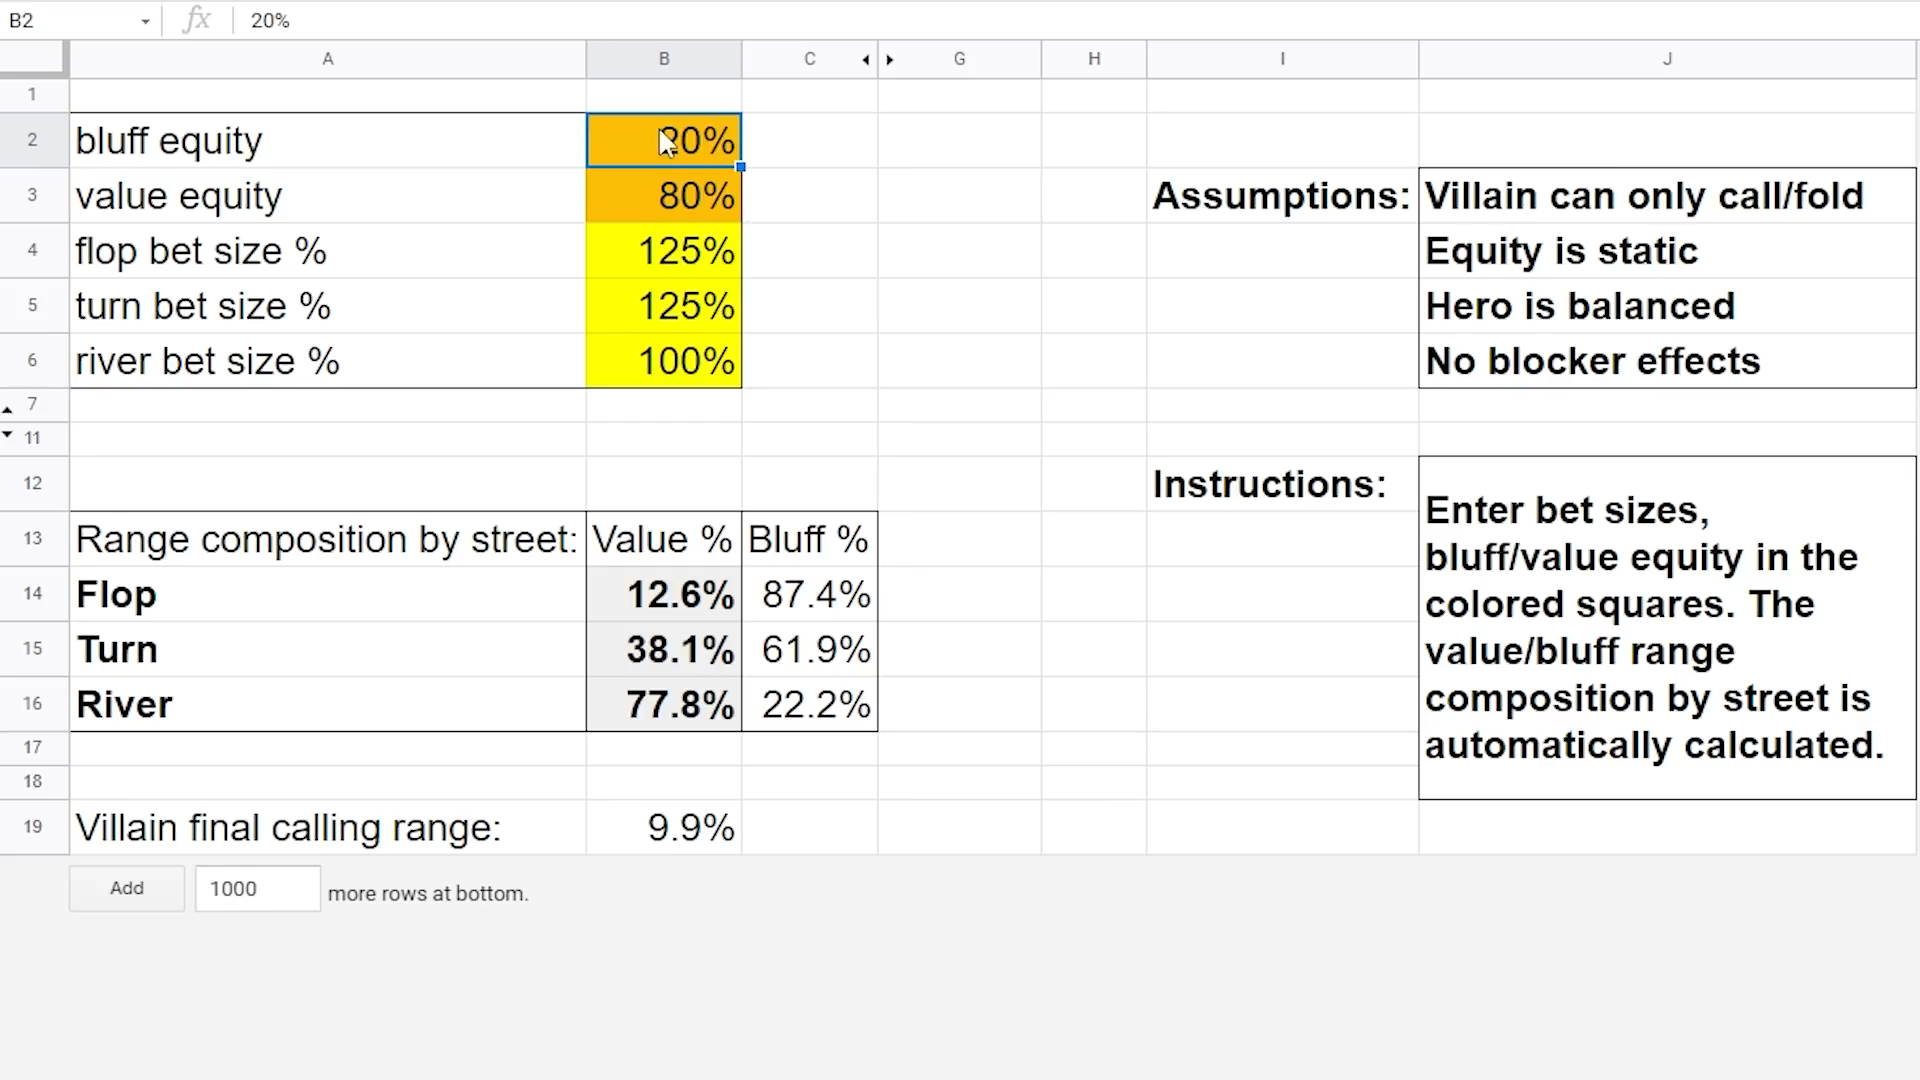 B2 fx 20%
A B C G H I J
1
2 bluff equity 20%
3 value equity 80% Assumptions: Villain can only call/fold
4 flop bet size % 125% Equity is static
5 turn bet size % 125% Hero is balanced
6 river bet size % 100% No blocker effects
7
11
12 Instructions:
Enter bet sizes,
bluff/value equity in the
colored squares. The
value/bluff range
composition by street is
automatically calculated.
13 Range composition by street: Value % Bluff %
14 Flop 12.6% 87.4%
15 Turn 38.1% 61.9%
16 River 77.8% 22.2%
17
18
19 Villain final calling range: 9.9%
Add 1000 more rows at bottom.